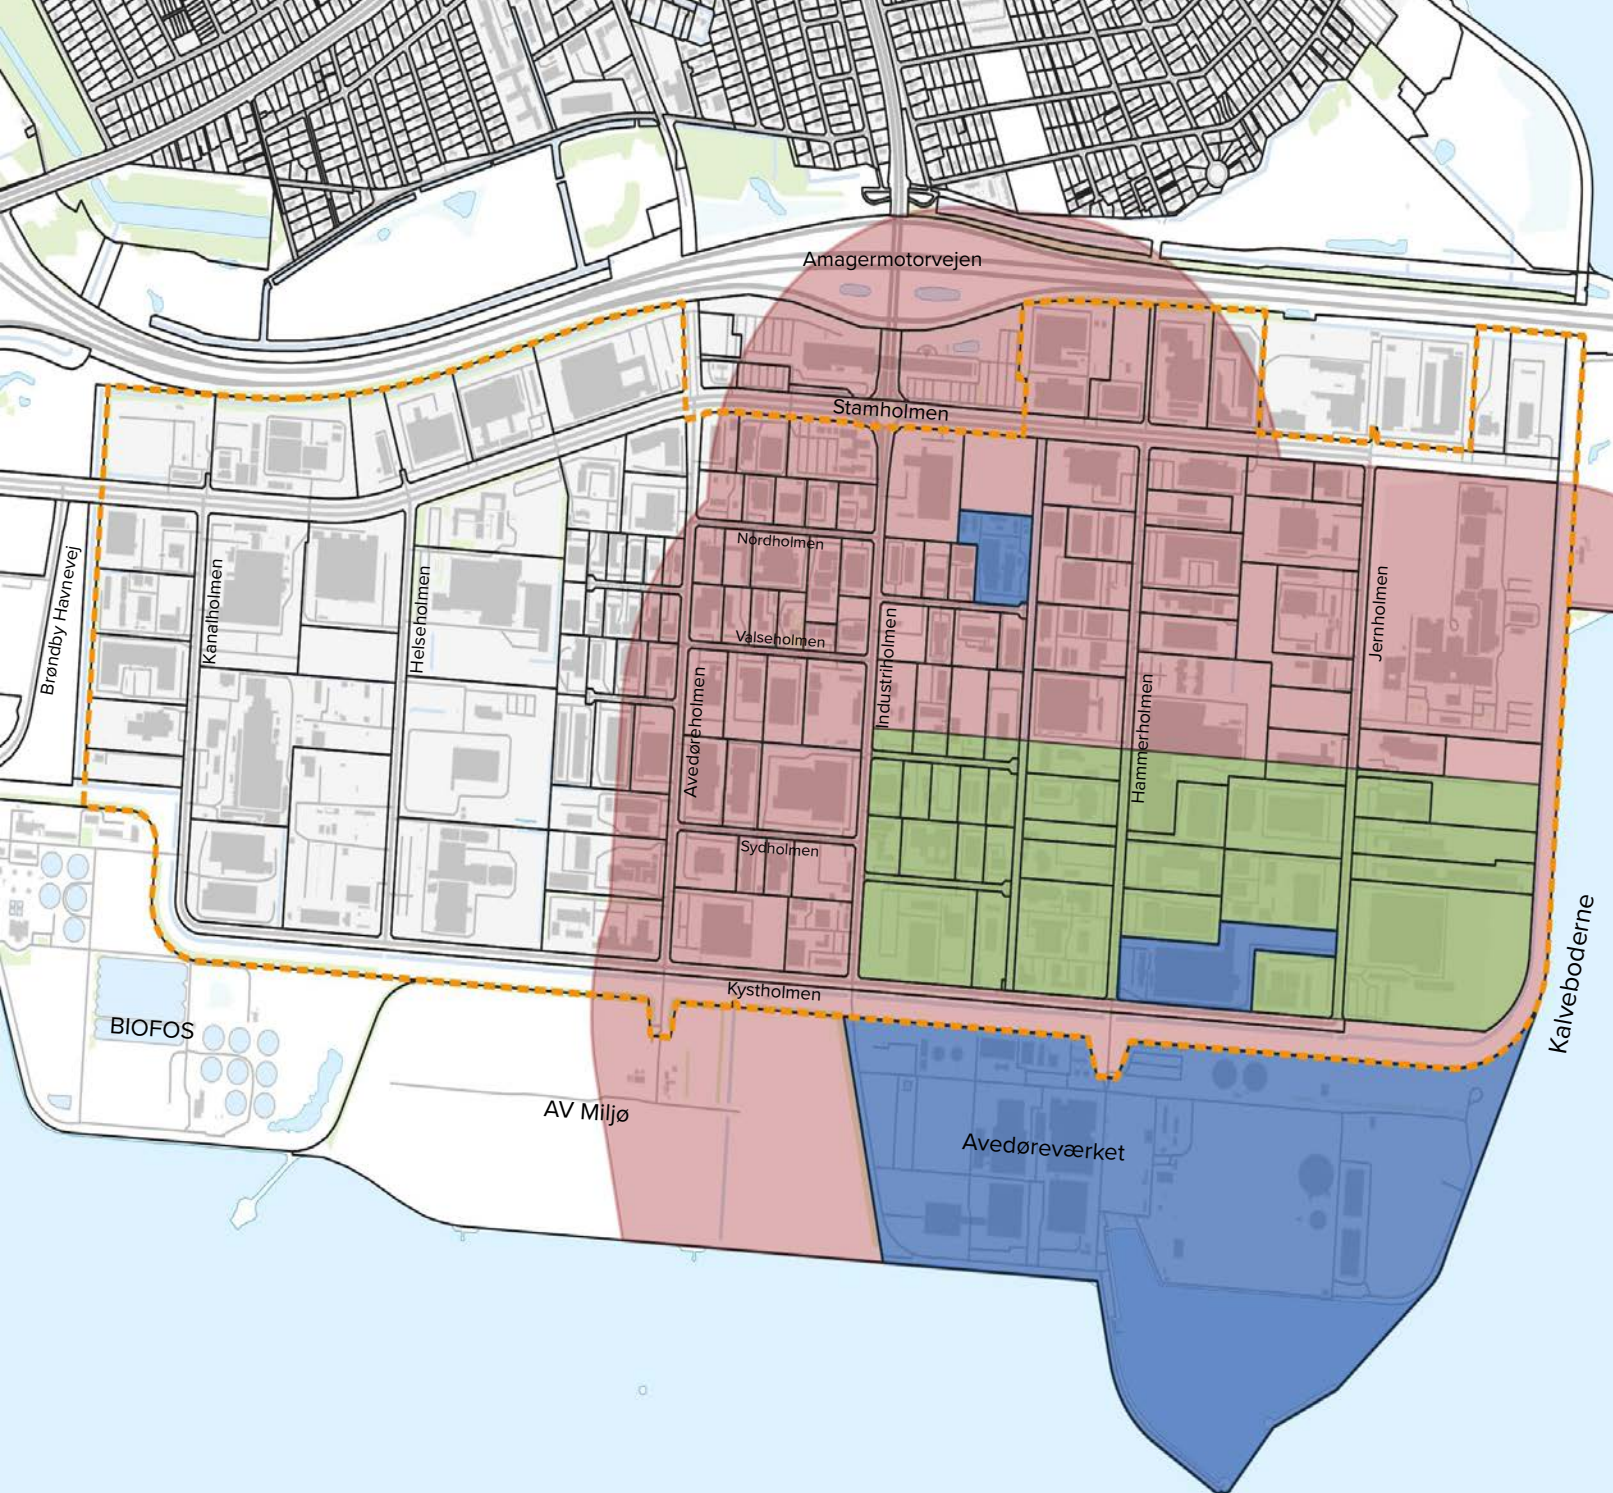 Amagermotorvejen
Stamholmen
Nordholmen
Brøndby Havnevej
Kanalholmen
Helseholmen
Valseholmen
Industriholmen
Jernholmen
Avedøreholmen
Hammerholmen
Sydholmen
Kystholmen
Kalveboderne
BIOFOS
AV Miljø
Avedøreværket